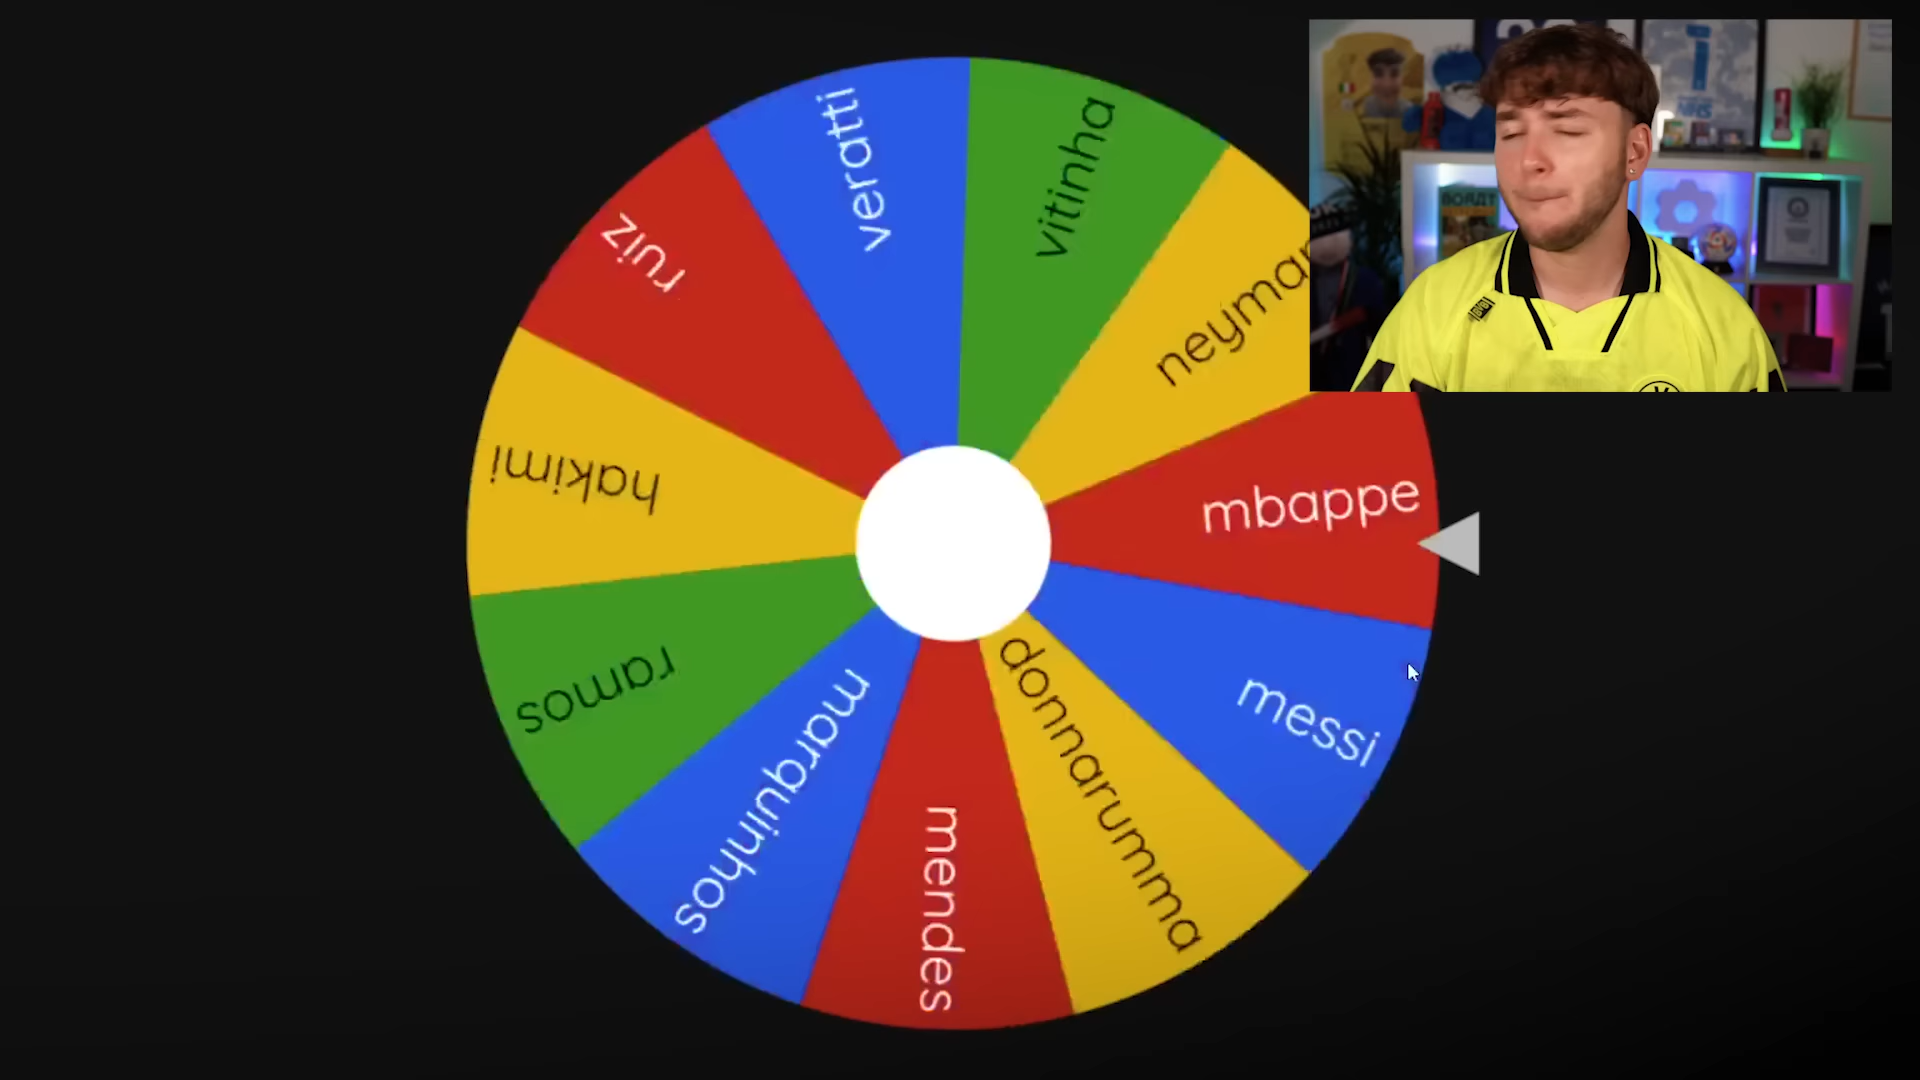 veratti
vitinha
neymar
mbappe
messi
donnarumma
mendes
marquinhos
ramos
hakimi
ruiz